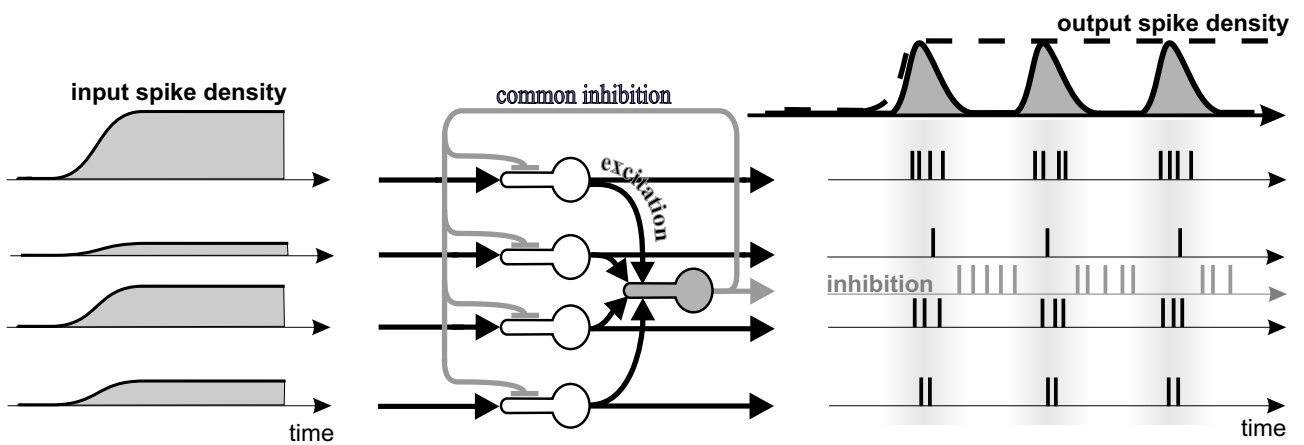 output spike density
input spike density
common inhibition
excitation
inhibition
time
time